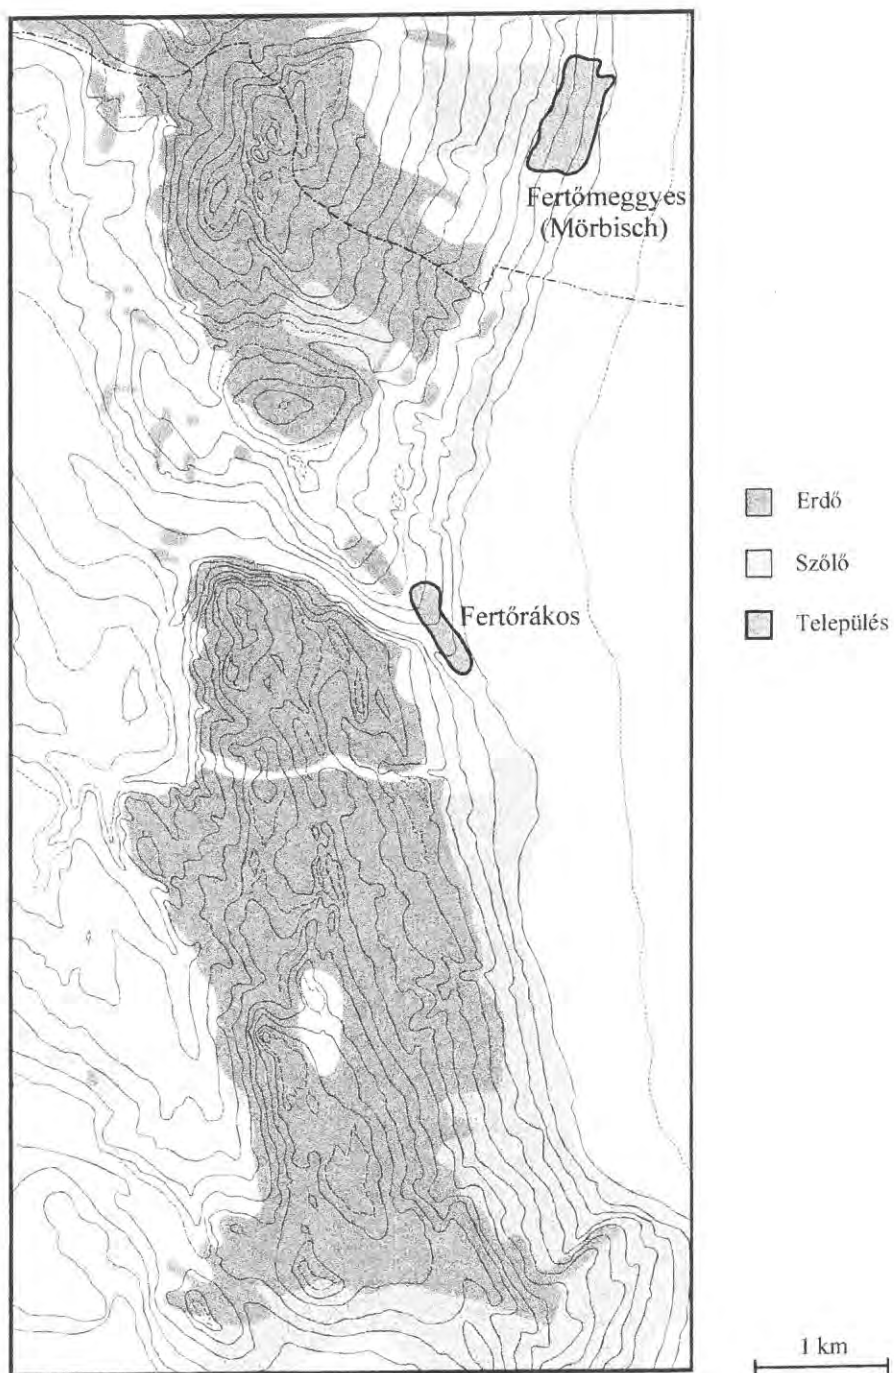 Fertőmeggyes
(Mörbisch)
Fertőrákos
Erdő
Szőlő
Település
1 km